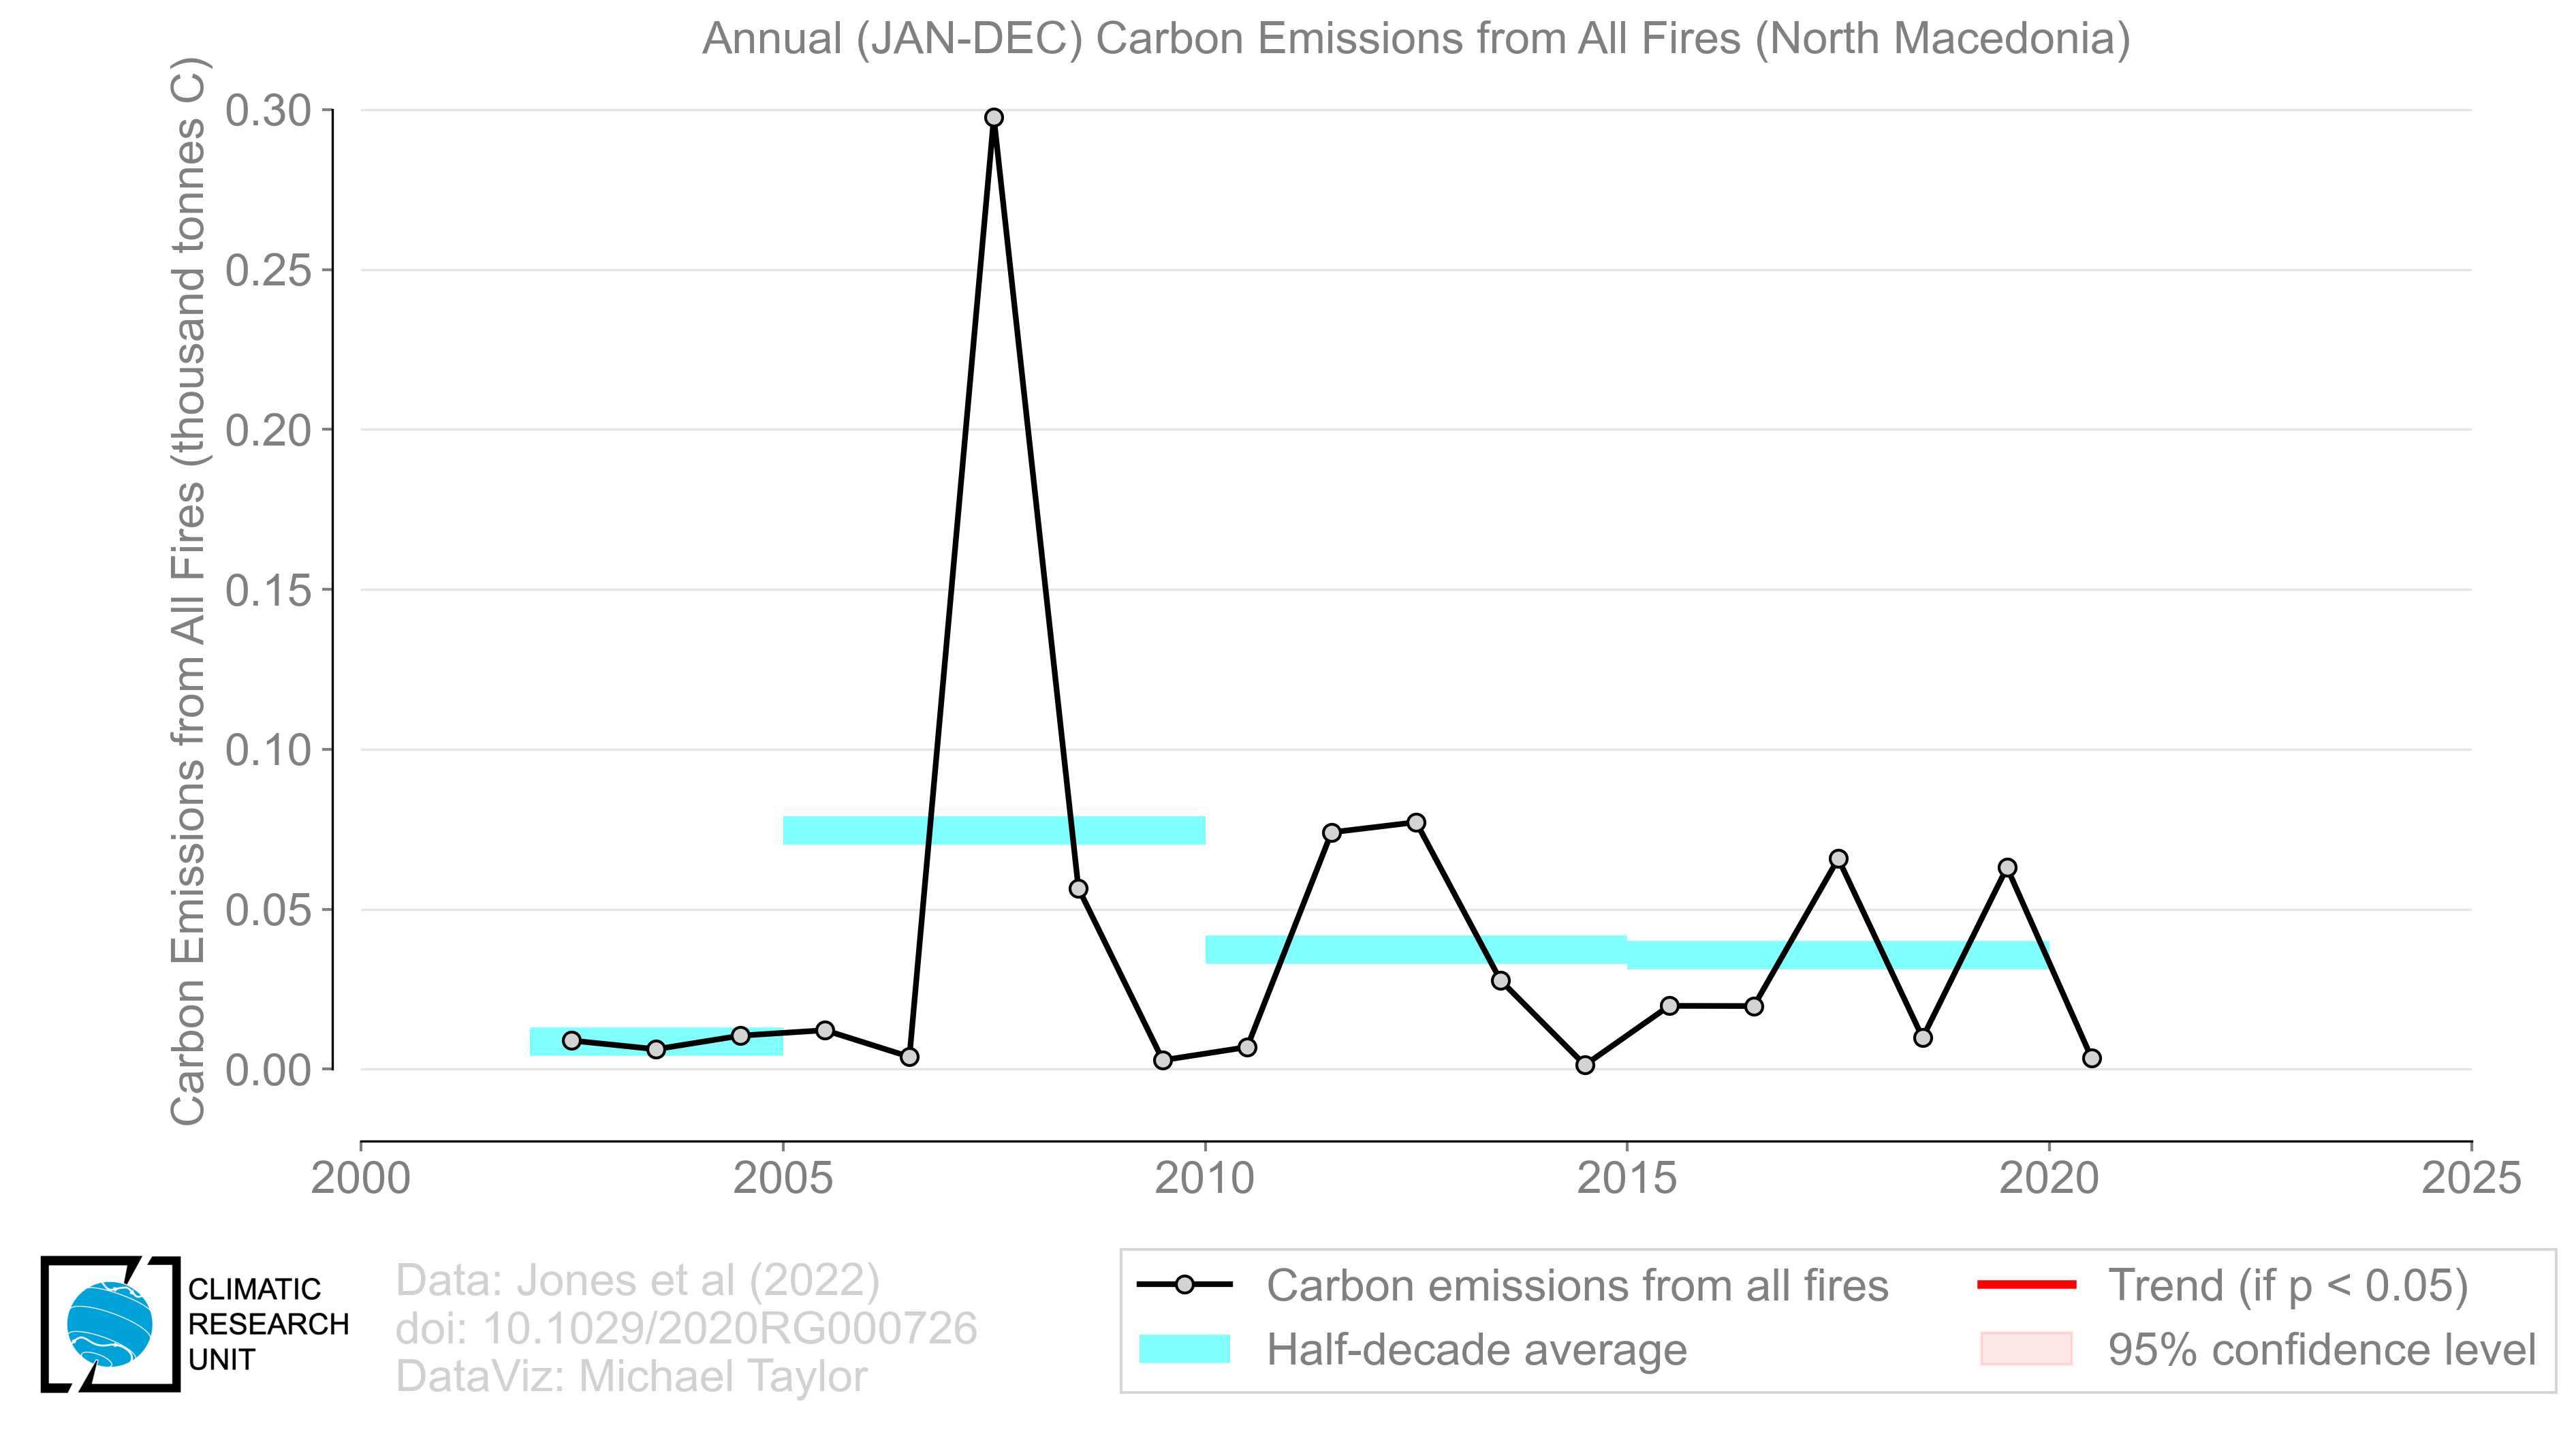 Annual (JAN-DEC) Carbon Emissions from All Fires (North Macedonia)
Carbon Emissions from All Fires (thousand tonnes C)
0.30
0.25
0.20
0.15
0.10
0.05
0.00
2000
2005
2010
2015
2020
2025
CLIMATIC
RESEARCH
UNIT
Data: Jones et al (2022)
doi: 10.1029/2020RG000726
DataViz: Michael Taylor
Carbon emissions from all fires
Half-decade average
Trend (if p < 0.05)
95% confidence level